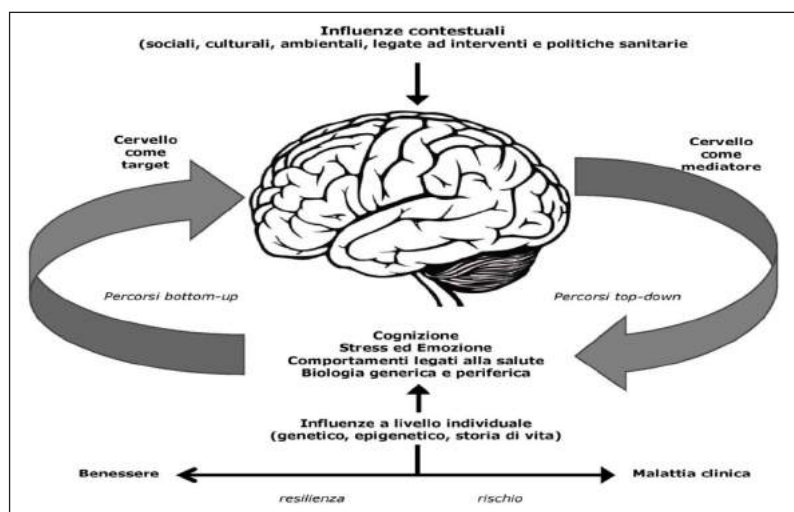 Influenze contestuali
(sociali, culturali, ambientali, legate ad interventi e politiche sanitarie
Cervello
come
target
Cervello
come
mediatore
Percorsi bottom-up
Percorsi top-down
Cognizione
Stress ed Emozione
Comportamenti legati alla salute
Biologia generica e periferica
Influenze a livello individuale
(genetico, epigenetico, storia di vita)
Benessere
Malattia clinica
resilienza
rischio